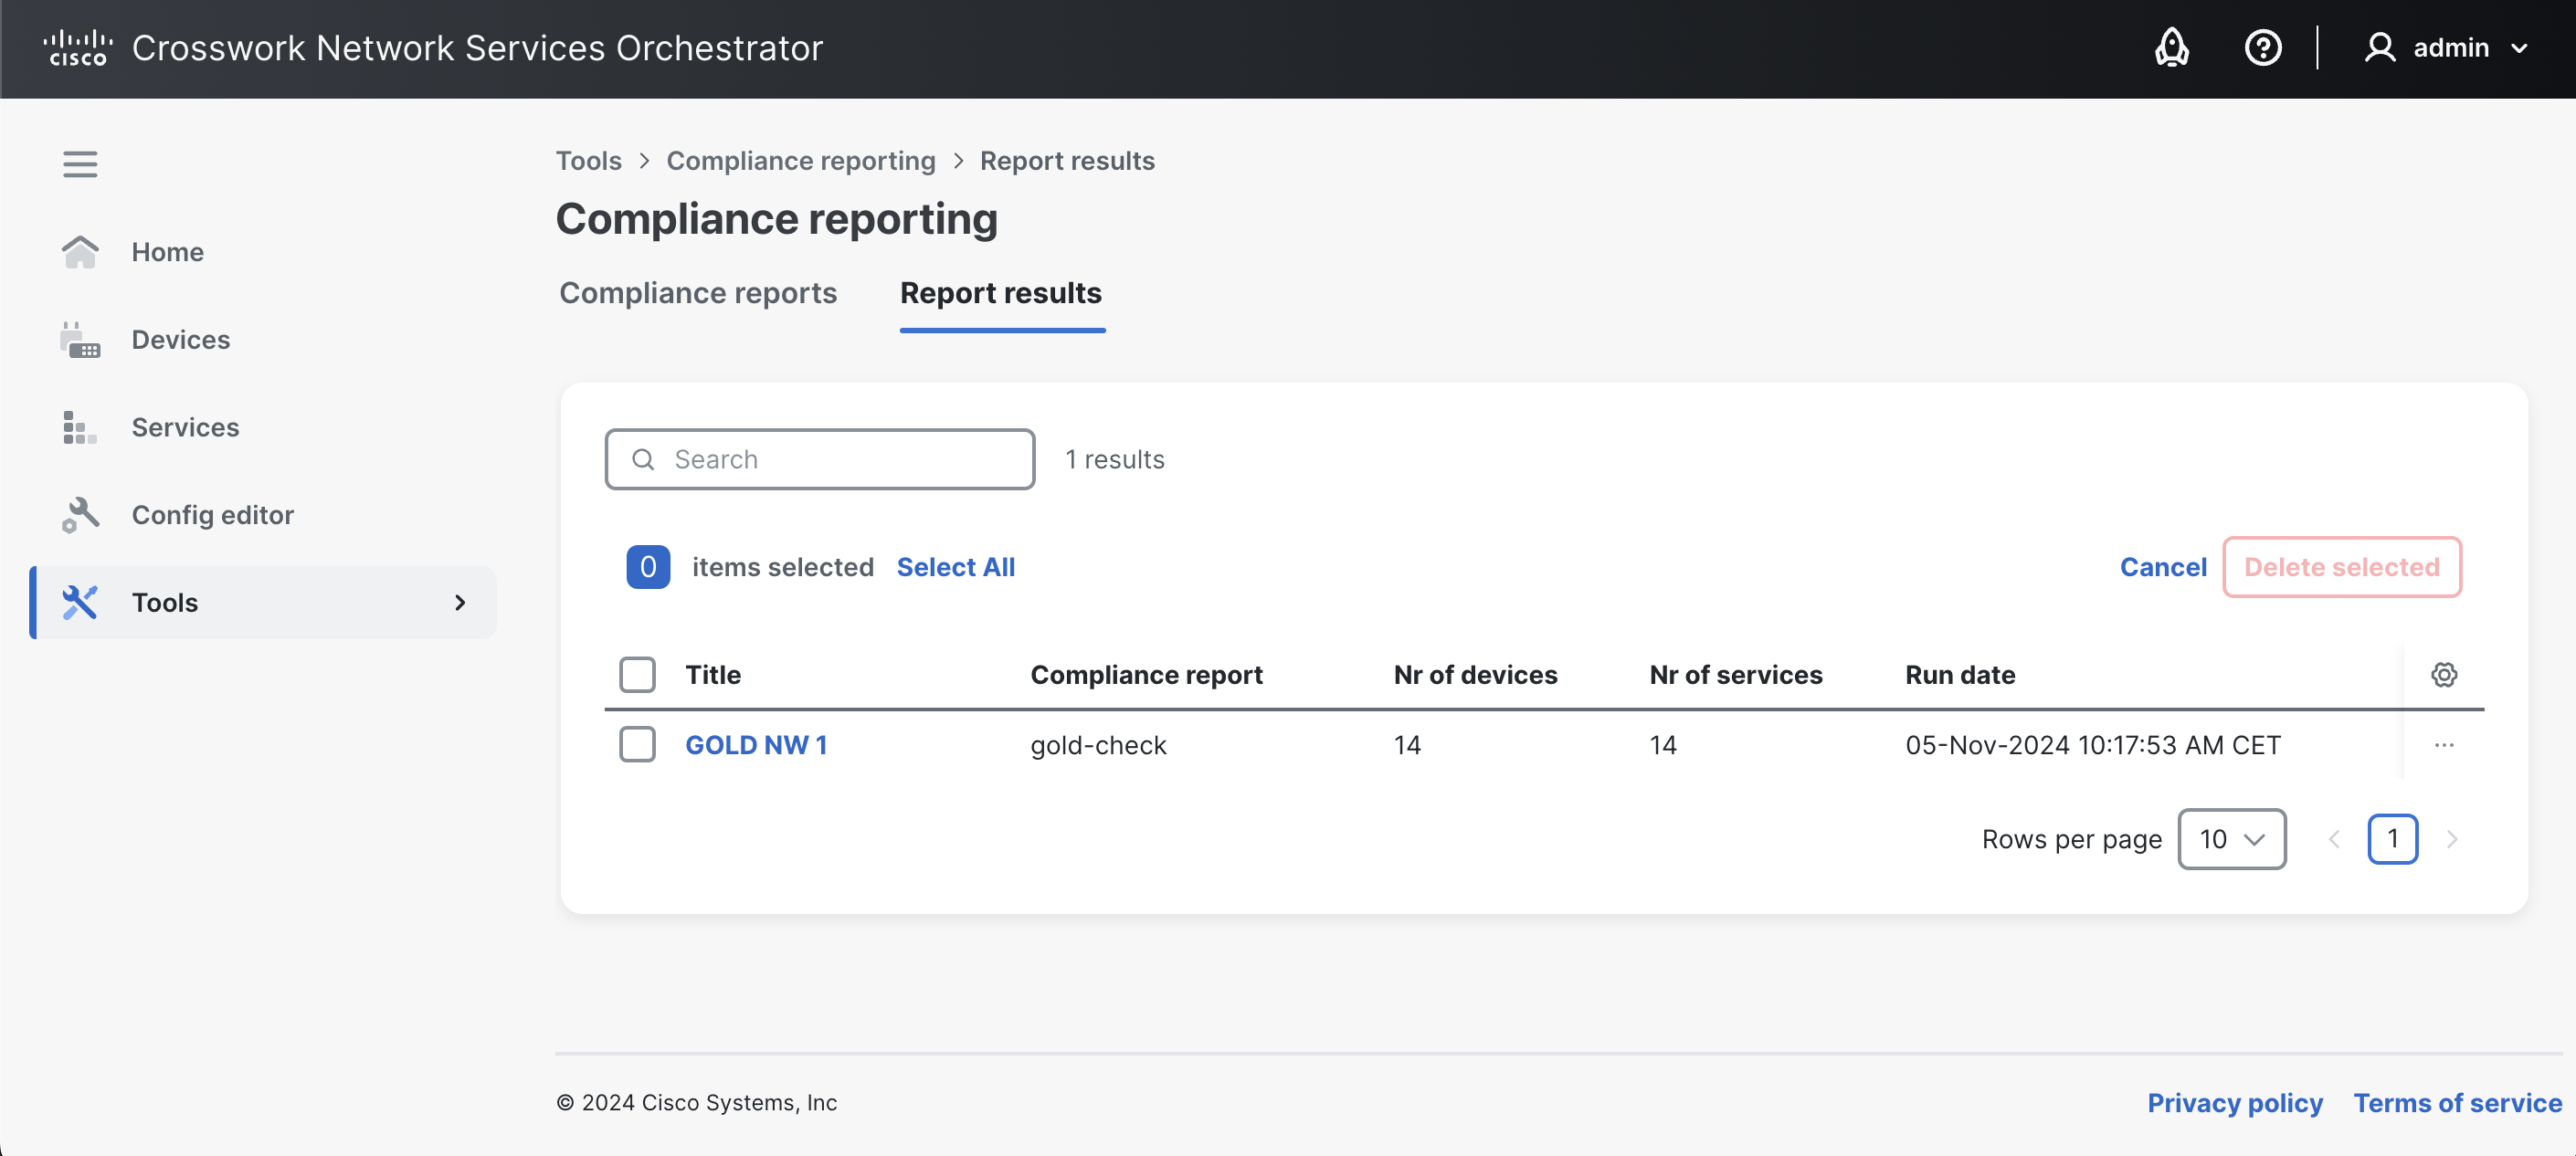 cisco Crosswork Network Services Orchestrator admin
Tools > Compliance reporting > Report results
Compliance reporting
Home
Compliance reports Report results
Devices
Services
Search 1 results
Config editor
0 items selected Select All Cancel Delete selected
Tools
Title Compliance report Nr of devices Nr of services Run date
GOLD NW 1 gold-check 14 14 05-Nov-2024 10:17:53 AM CET ...
Rows per page 10 1
© 2024 Cisco Systems, Inc Privacy policy Terms of service